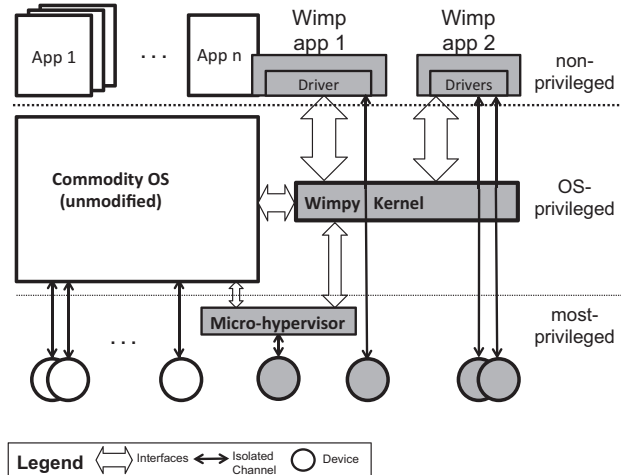 Wimp
app 1
Wimp
app 2
App 1
. . .
App n
Driver
Drivers
non-
privileged
Commodity OS
(unmodified)
Wimpy Kernel
OS-
privileged
Micro-hypervisor
most-
privileged
. . .
Legend
Interfaces
Isolated
Channel
Device